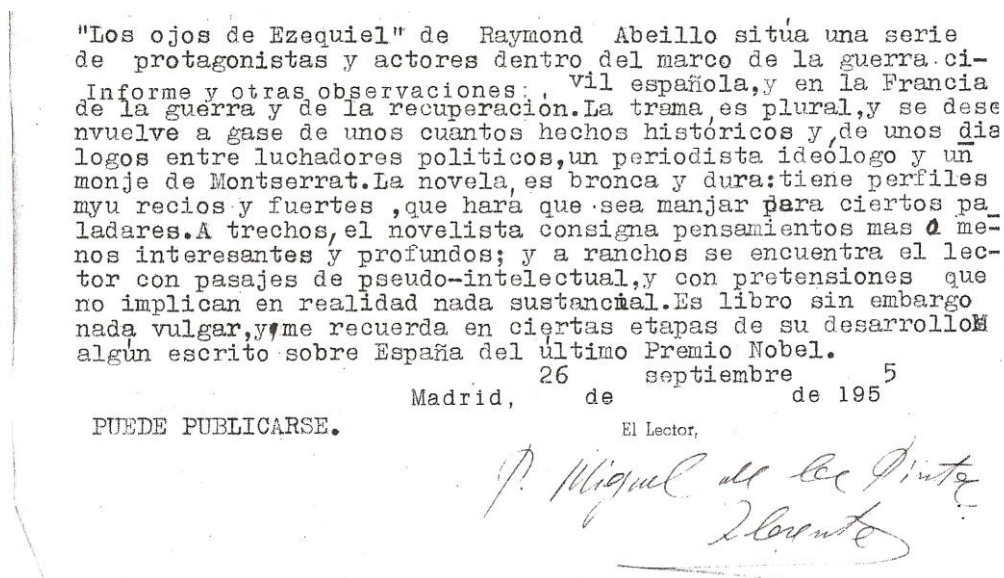 "Los ojos de Ezequiel" de Raymond Abeillo sitúa una serie
de protagonistas y actores dentro del marco de la guerra ci-
Informe y otras observaciones: vil española,y en la Francia
de la guerra y de la recuperación.La trama es plural,y se dese
nvuelve a gase de unos cuantos hechos históricos y de unos dia
logos entre luchadores politicos,un periodista ideólogo y un
monje de Montserrat.La novela es bronca y dura:tiene perfiles
myu recios y fuertes ,que hará que sea manjar para ciertos pa_
ladares.A trechos,el novelista consigna pensamientos mas o me-
nos interesantes y profundos; y a ranchos se encuentra el lec-
tor con pasajes de pseudo-intelectual,y con pretensiones que
no implican en realidad nada sustancial.Es libro sin embargo
nada vulgar,y me recuerda en ciertas etapas de su desarrollo
algún escrito sobre España del último Premio Nobel.
Madrid, 26 de septiembre de 1955
PUEDE PUBLICARSE.
El Lector,
P. Miguel de la Pinta
Llorente